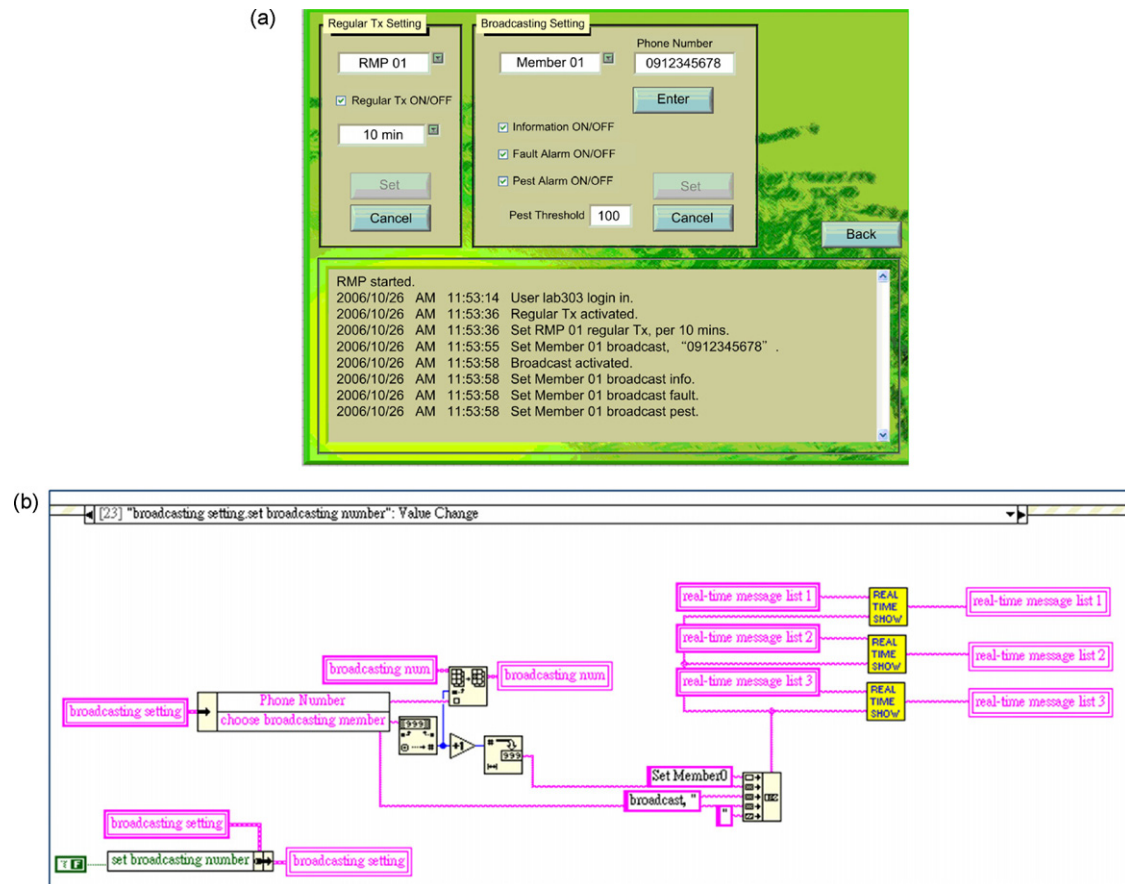 (a)
Regular Tx Setting
Broadcasting Setting
Phone Number
RMP 01
Member 01
0912345678
Regular Tx ON/OFF
Enter
10 min
Information ON/OFF
Fault Alarm ON/OFF
Pest Alarm ON/OFF
Set
Set
Cancel
Pest Threshold 100
Cancel
Back
RMP started.
2006/10/26 AM 11:53:14 User lab303 login in.
2006/10/26 AM 11:53:36 Regular Tx activated.
2006/10/26 AM 11:53:36 Set RMP 01 regular Tx, per 10 mins.
2006/10/26 AM 11:53:55 Set Member 01 broadcast, “0912345678” .
2006/10/26 AM 11:53:58 Broadcast activated.
2006/10/26 AM 11:53:58 Set Member 01 broadcast info.
2006/10/26 AM 11:53:58 Set Member 01 broadcast fault.
2006/10/26 AM 11:53:58 Set Member 01 broadcast pest.
(b)
[23] "broadcasting setting.set broadcasting number": Value Change
real-time message list 1
REAL TIME SHOW
real-time message list 1
real-time message list 2
REAL TIME SHOW
real-time message list 2
real-time message list 3
REAL TIME SHOW
real-time message list 3
broadcasting num
broadcasting num
broadcasting setting
Phone Number
choose broadcasting member
+1
Set Member0
broadcast, "
"
broadcasting setting
T F
set broadcasting number
broadcasting setting